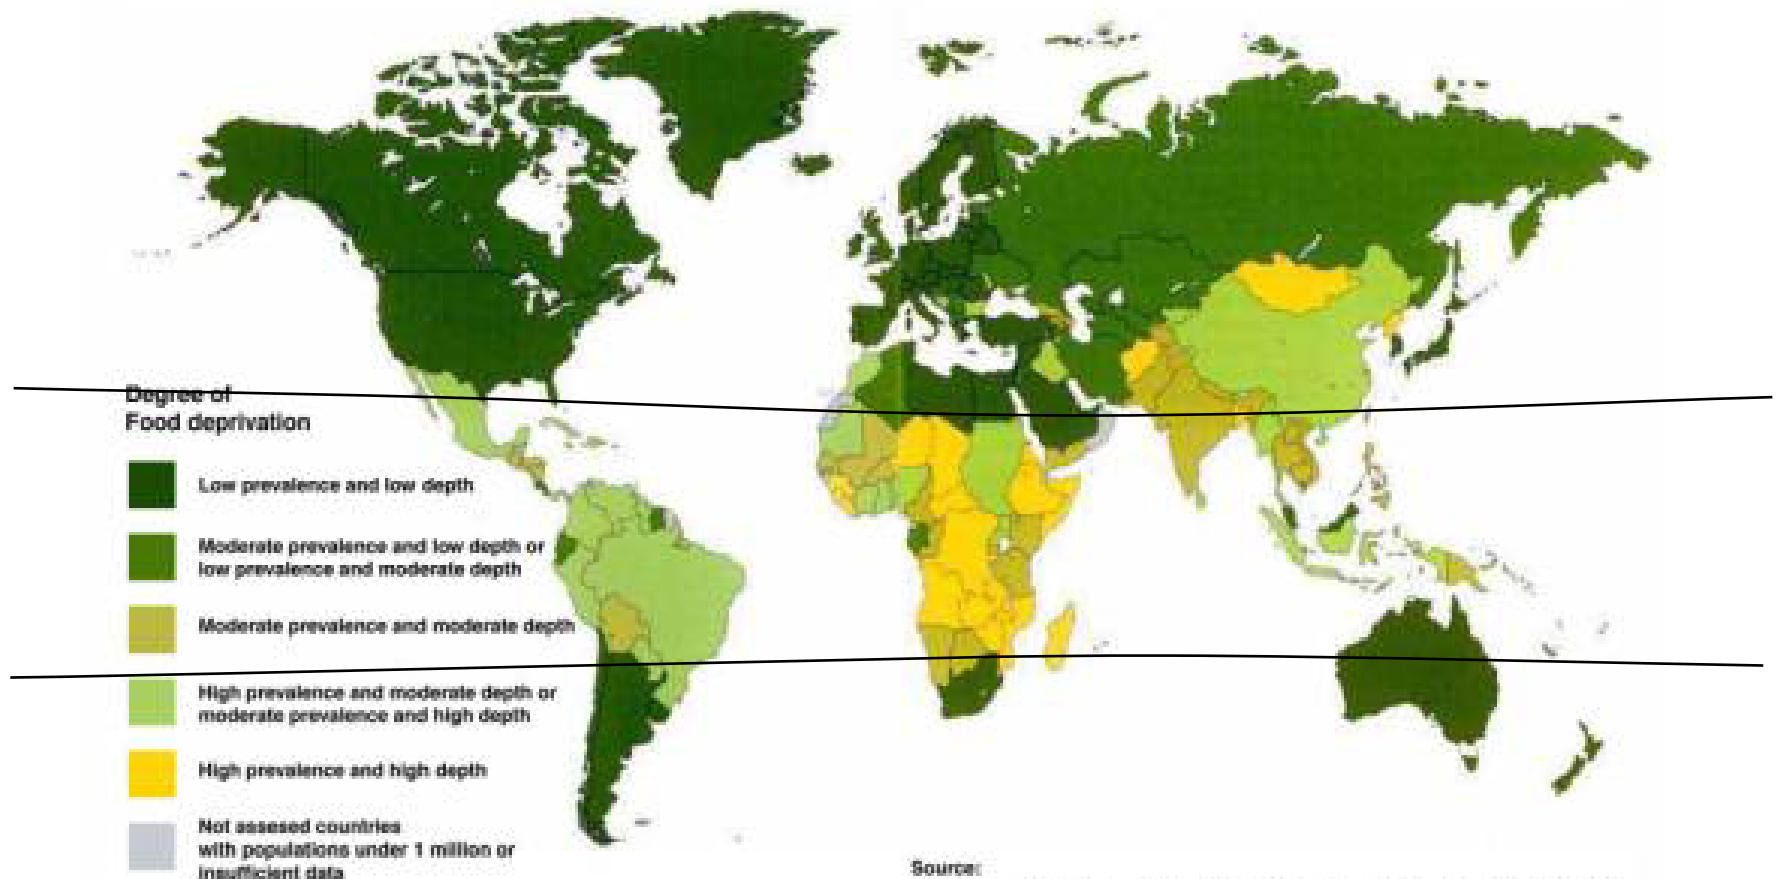 Degree of
Food deprivation
Low prevalence and low depth
Moderate prevalence and low depth or
low prevalence and moderate depth
Moderate prevalence and moderate depth
High prevalence and moderate depth or
moderate prevalence and high depth
High prevalence and high depth
Not assesed countries
with populations under 1 million or
insufficient data
Source: